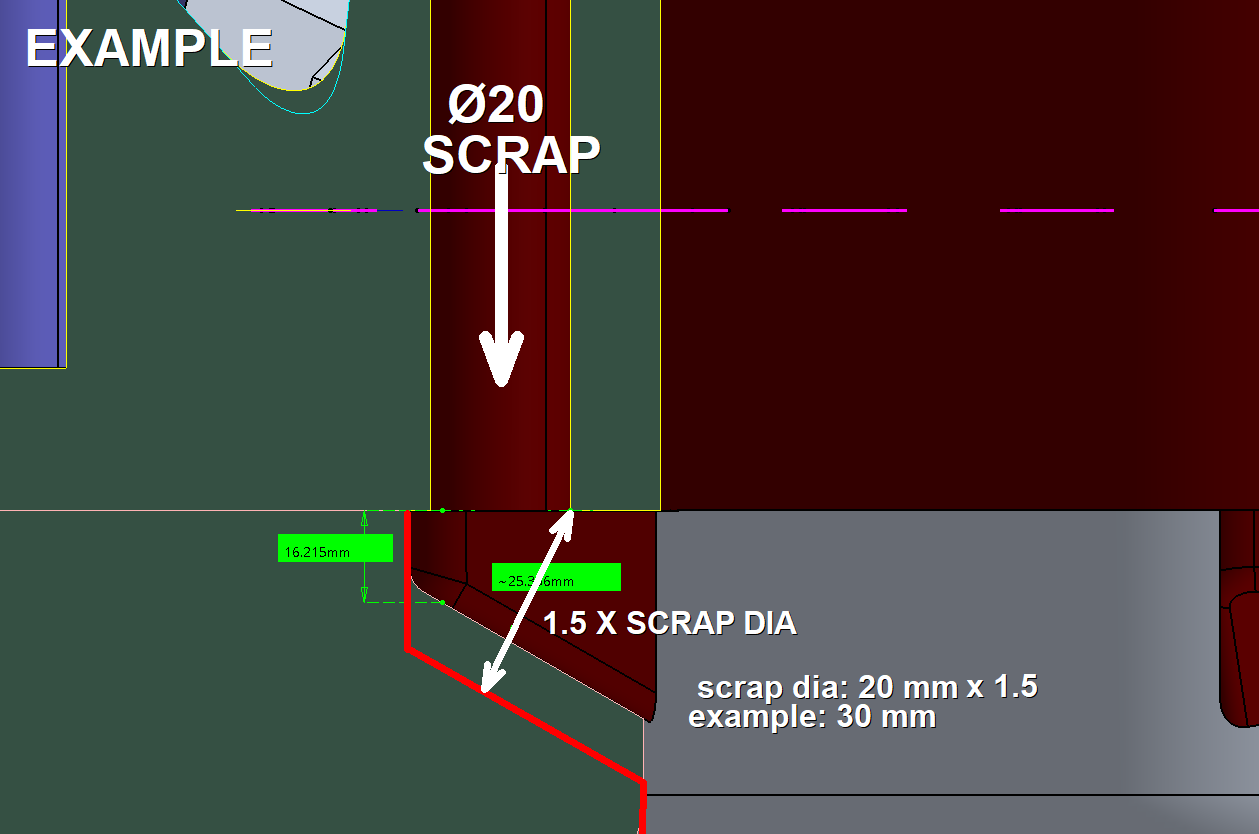 EXAMPLE
Ø20
SCRAP
16.215mm
1.5 X SCRAP DIA
scrap dia: 20 mm x 1.5
example: 30 mm